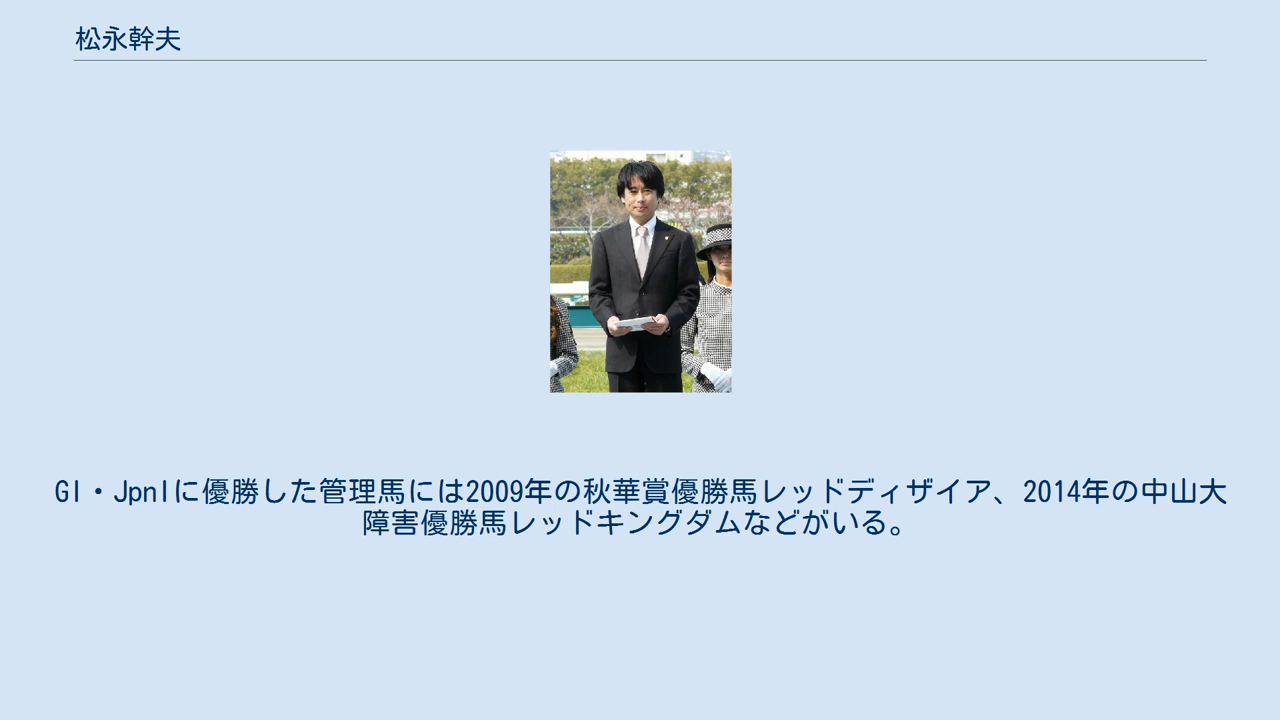 松永幹夫
GI・JpnIに優勝した管理馬には2009年の秋華賞優勝馬レッドディザイア、2014年の中山大
障害優勝馬レッドキングダムなどがいる。